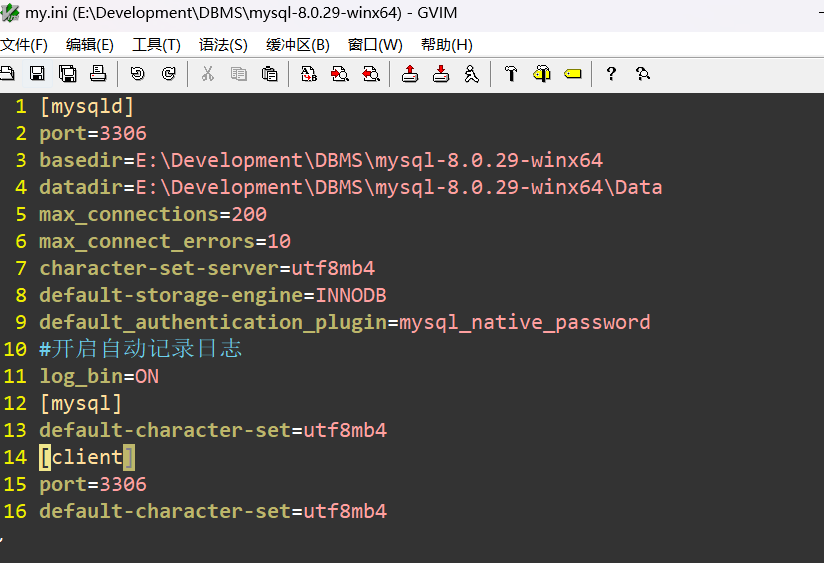 my.ini (E:\Development\DBMS\mysql-8.0.29-winx64) - GVIM
文件(F) 编辑(E) 工具(T) 语法(S) 缓冲区(B) 窗口(W) 帮助(H)
1 [mysqld]
2 port=3306
3 basedir=E:\Development\DBMS\mysql-8.0.29-winx64
4 datadir=E:\Development\DBMS\mysql-8.0.29-winx64\Data
5 max_connections=200
6 max_connect_errors=10
7 character-set-server=utf8mb4
8 default-storage-engine=INNODB
9 default_authentication_plugin=mysql_native_password
10 #开启自动记录日志
11 log_bin=ON
12 [mysql]
13 default-character-set=utf8mb4
14 [client]
15 port=3306
16 default-character-set=utf8mb4